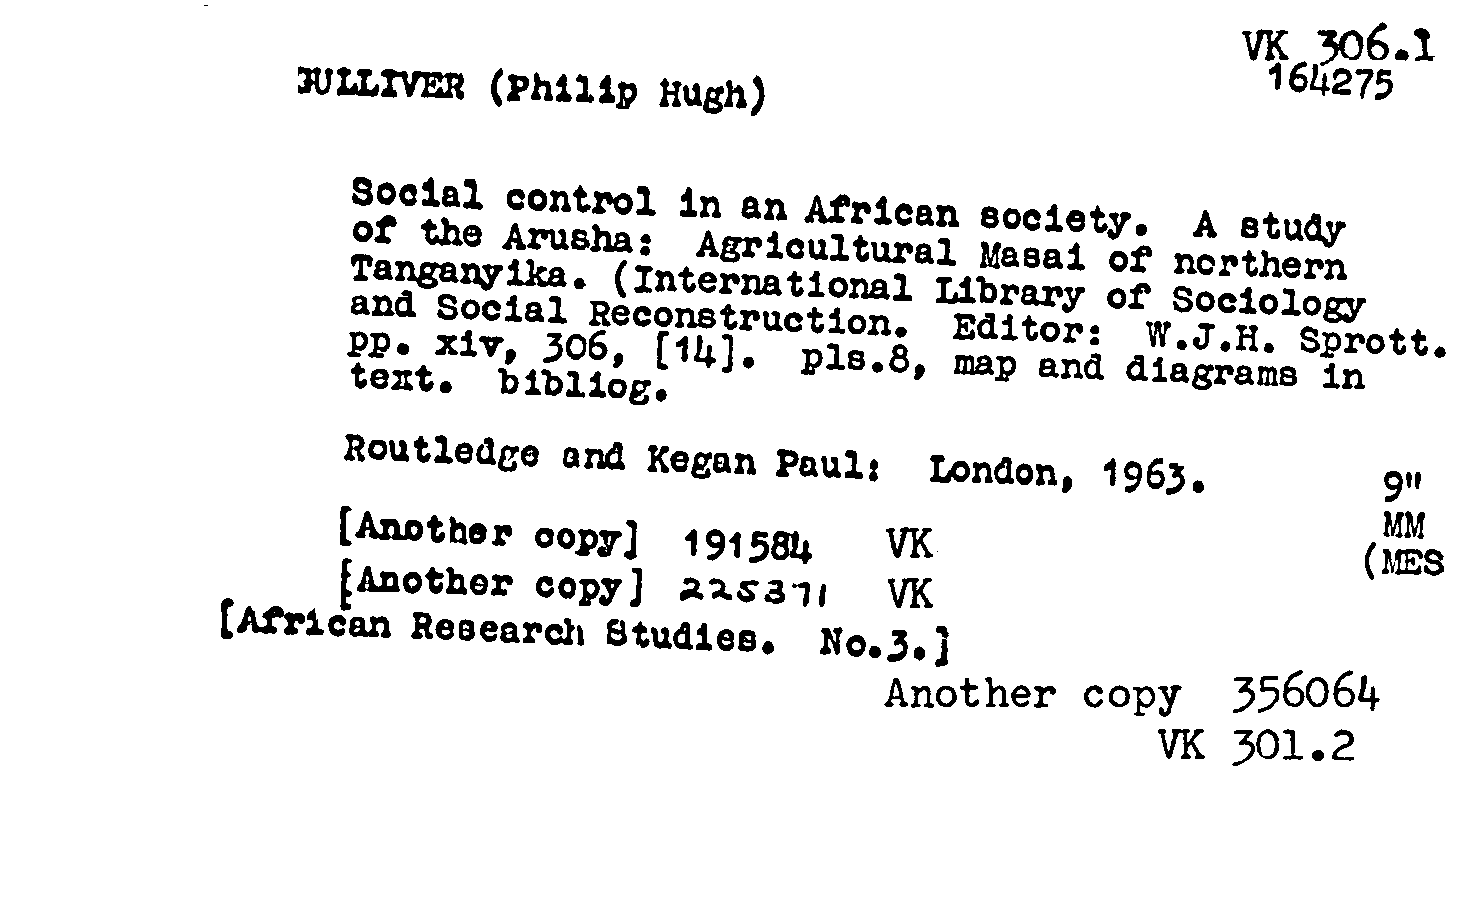 VK 306.1
164275
GULLIVER (Philip Hugh)
Social control in an African society. A study
of the Arusha: Agricultural Masai of northern
Tanganyika. (International Library of Sociology
and Social Reconstruction. Editor: W.J.H. Sprott.
pp. xiv, 306, [14]. pls.8, map and diagrams in
text. bibliog.
Routledge and Kegan Paul: London, 1963.
9"
MM
(MES
[Another copy] 191584 VK
[Another copy] 225371 VK
[African Research Studies. No.3.]
Another copy 356064
VK 301.2